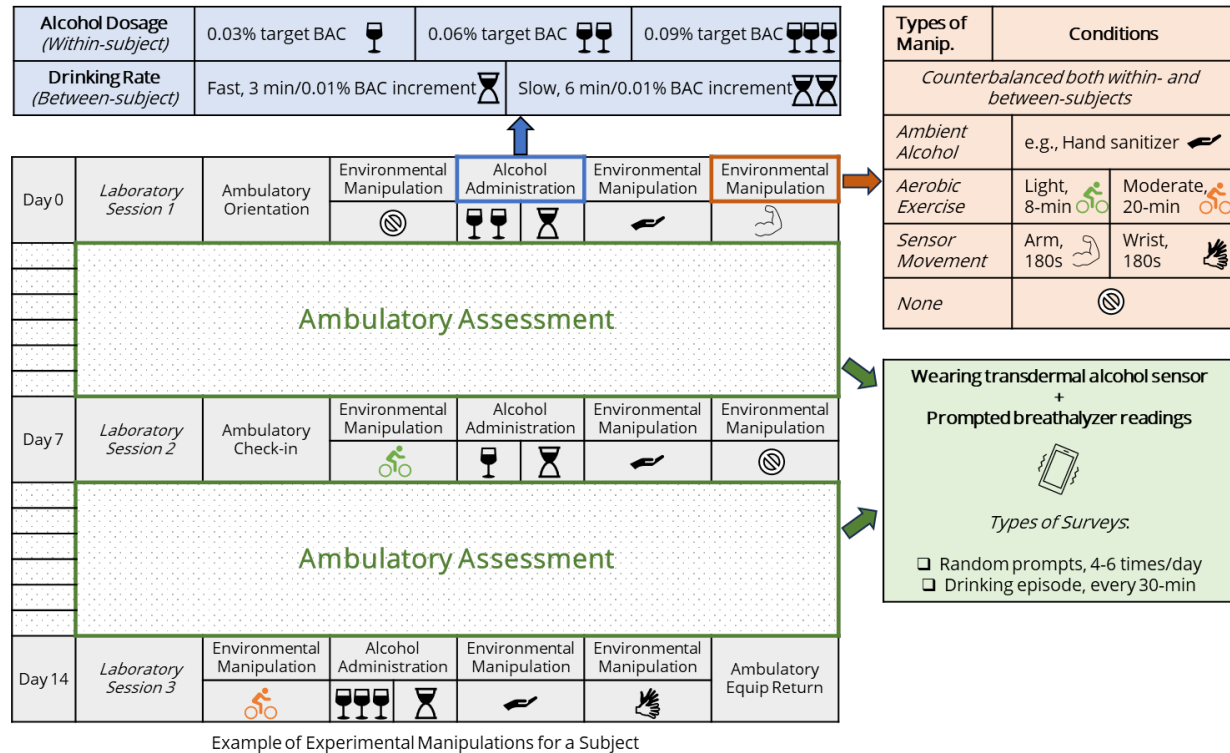 Alcohol Dosage
(Within-subject)
0.03% target BAC
0.06% target BAC
0.09% target BAC
Drinking Rate
(Between-subject)
Fast, 3 min/0.01% BAC increment
Slow, 6 min/0.01% BAC increment
Types of
Manip.
Conditions
Counterbalanced both within- and
between-subjects
Ambient
Alcohol
e.g., Hand sanitizer
Aerobic
Exercise
Light,
8-min
Moderate,
20-min
Sensor
Movement
Arm,
180s
Wrist,
180s
None
Day 0
Laboratory
Session 1
Ambulatory
Orientation
Environmental
Manipulation
Alcohol
Administration
Environmental
Manipulation
Environmental
Manipulation
Ambulatory Assessment
Day 7
Laboratory
Session 2
Ambulatory
Check-in
Environmental
Manipulation
Alcohol
Administration
Environmental
Manipulation
Environmental
Manipulation
Ambulatory Assessment
Day 14
Laboratory
Session 3
Environmental
Manipulation
Alcohol
Administration
Environmental
Manipulation
Environmental
Manipulation
Ambulatory
Equip Return
Wearing transdermal alcohol sensor
+
Prompted breathalyzer readings
Types of Surveys:
Random prompts, 4-6 times/day
Drinking episode, every 30-min
Example of Experimental Manipulations for a Subject